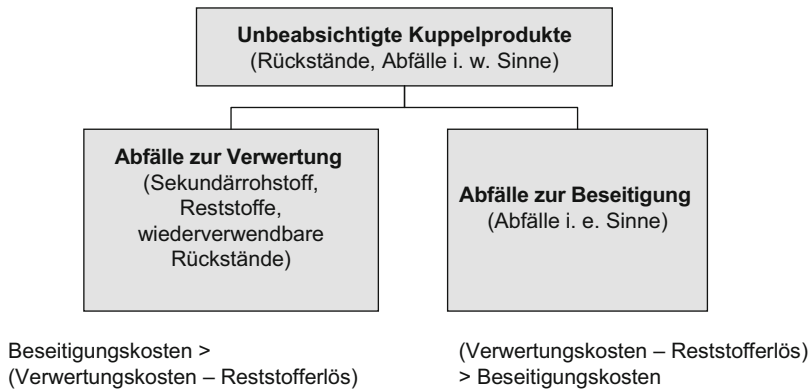 Unbeabsichtigte Kuppelprodukte
(Rückstände, Abfälle i. w. Sinne)
Abfälle zur Verwertung
(Sekundärrohstoff,
Reststoffe,
wiederverwendbare
Rückstände)
Abfälle zur Beseitigung
(Abfälle i. e. Sinne)
Beseitigungskosten >
(Verwertungskosten – Reststofferlös)
(Verwertungskosten – Reststoferlös)
> Beseitigungskosten